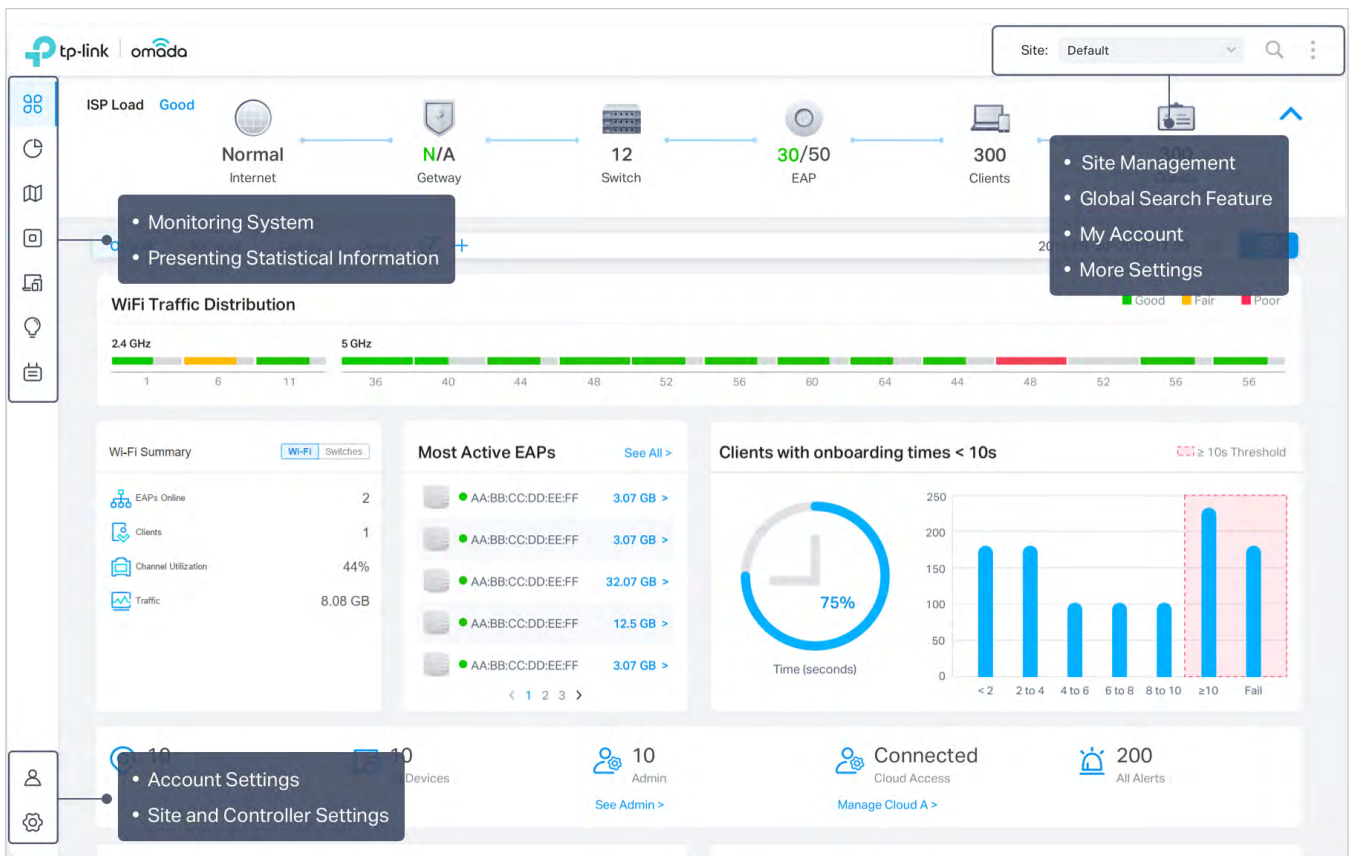 tp-link omada
Site: Default
ISP Load Good
Normal
Internet
N/A
Getway
12
Switch
30/50
EAP
300
Clients
• Site Management
• Global Search Feature
• My Account
• More Settings
• Monitoring System
• Presenting Statistical Information
WiFi Traffic Distribution
Good Fair Poor
2.4 GHz 5 GHz
1 6 11 36 40 44 48 52 56 60 64 44 48 52 56 56
Wi-Fi Summary Wi-Fi Switches
EAPs Online 2
Clients 1
Channel Utilization 44%
Traffic 8.08 GB
Most Active EAPs See All >
AA:BB:CC:DD:EE:FF 3.07 GB >
AA:BB:CC:DD:EE:FF 3.07 GB >
AA:BB:CC:DD:EE:FF 32.07 GB >
AA:BB:CC:DD:EE:FF 12.5 GB >
AA:BB:CC:DD:EE:FF 3.07 GB >
< 1 2 3 >
Clients with onboarding times < 10s ≥ 10s Threshold
75%
Time (seconds)
250
200
150
100
50
0
< 2 2 to 4 4 to 6 6 to 8 8 to 10 ≥10 Fail
10
10
Devices
10
Admin
See Admin >
Connected
Cloud Access
Manage Cloud A >
200
All Alerts
• Account Settings
• Site and Controller Settings